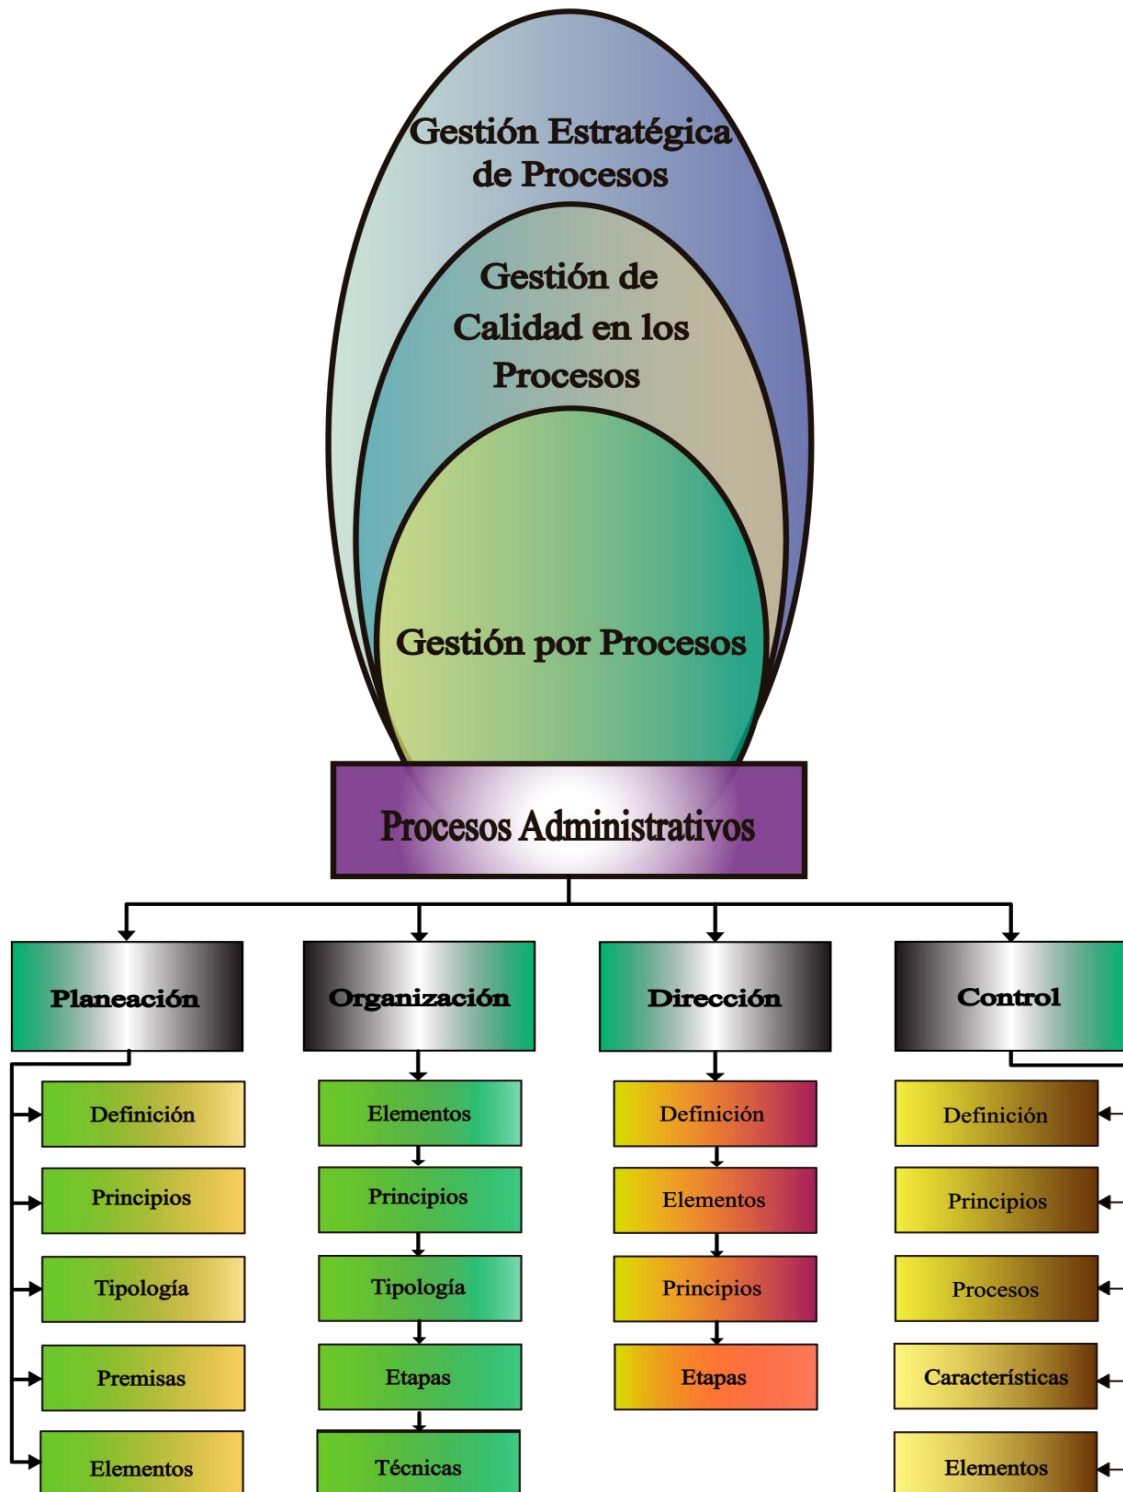 Gestión Estratégica
de Procesos
Gestión de
Calidad en los
Procesos
Gestión por Procesos
Procesos Administrativos
Planeación
Organización
Dirección
Control
Definición
Principios
Tipología
Premisas
Elementos
Elementos
Principios
Tipología
Etapas
Técnicas
Definición
Elementos
Principios
Etapas
Definición
Principios
Procesos
Características
Elementos